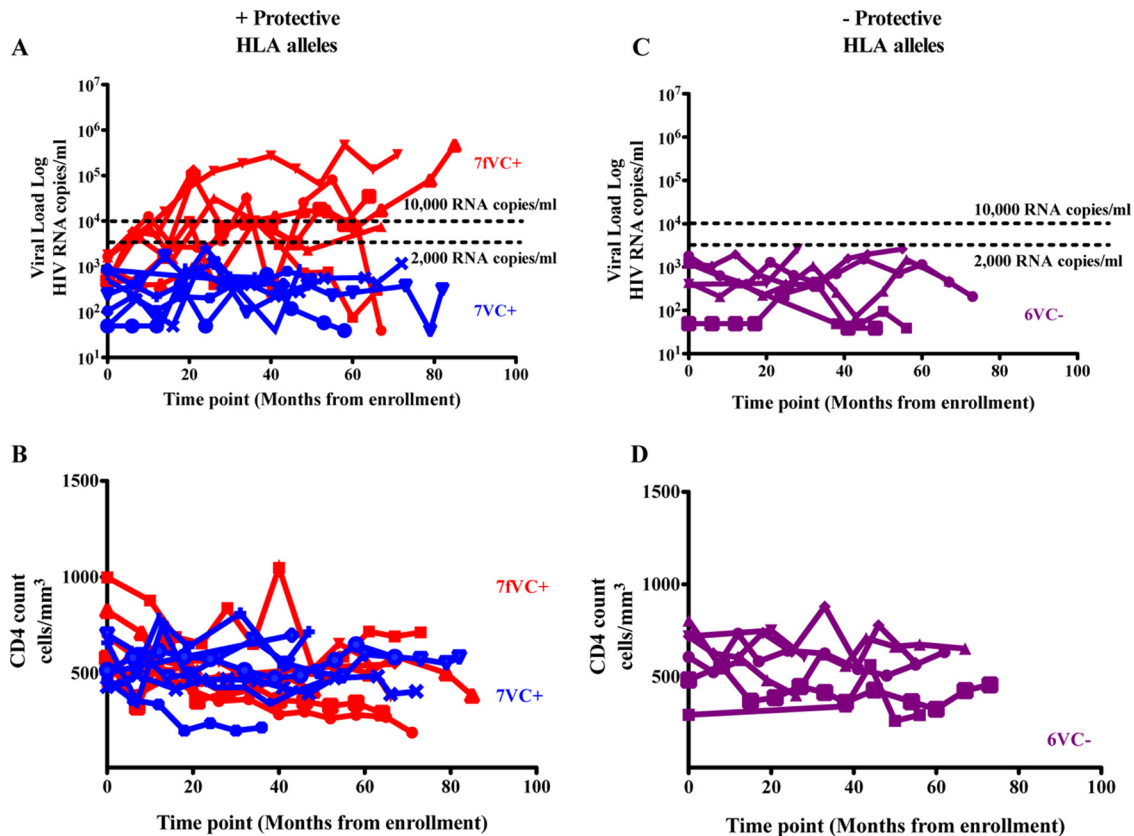 + Protective
HLA alleles
- Protective
HLA alleles
A
Viral Load Log
HIV RNA copies/ml
10⁷
10⁶
10⁵
10⁴
10³
10²
10¹
7fVC+
10,000 RNA copies/ml
2,000 RNA copies/ml
7VC+
0 20 40 60 80 100
Time point (Months from enrollment)
C
Viral Load Log
HIV RNA copies/ml
10⁷
10⁶
10⁵
10⁴
10³
10²
10¹
10,000 RNA copies/ml
2,000 RNA copies/ml
6VC-
0 20 40 60 80 100
Time point (Months from enrollment)
B
CD4 count
cells/mm³
1500
1000
500
7fVC+
7VC+
0 20 40 60 80 100
Time point (Months from enrollment)
D
CD4 count
cells/mm³
1500
1000
500
6VC-
0 20 40 60 80 100
Time point (Months from enrollment)